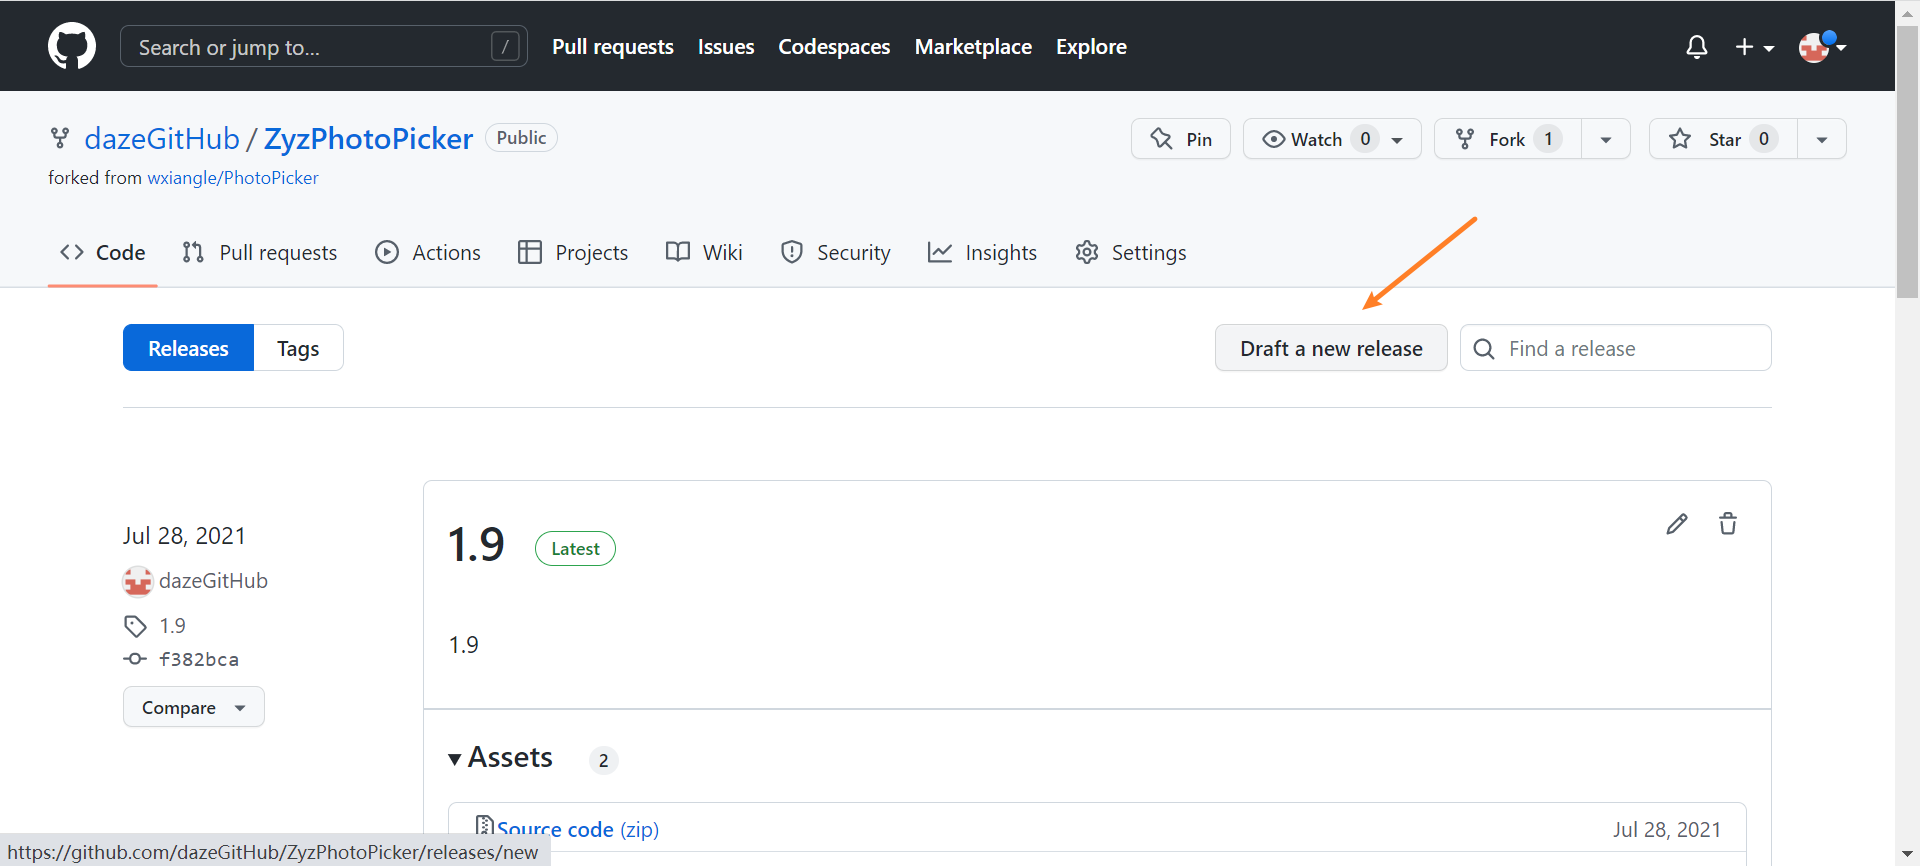 Search or jump to... /
Pull requests Issues Codespaces Marketplace Explore
dazeGitHub / ZyzPhotoPicker Public
Pin Watch 0 Fork 1 Star 0
forked from wxiangle/PhotoPicker
Code Pull requests Actions Projects Wiki Security Insights Settings
Releases Tags Draft a new release Find a release
Jul 28, 2021
dazeGitHub
1.9
f382bca
Compare
1.9 Latest
1.9
Assets 2
Source code (zip) Jul 28, 2021
https://github.com/dazeGitHub/ZyzPhotoPicker/releases/new